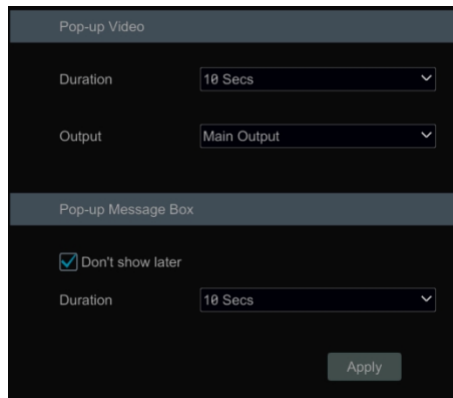 Pop-up Video
Duration 10 Secs
Output Main Output
Pop-up Message Box
Don't show later
Duration 10 Secs
Apply